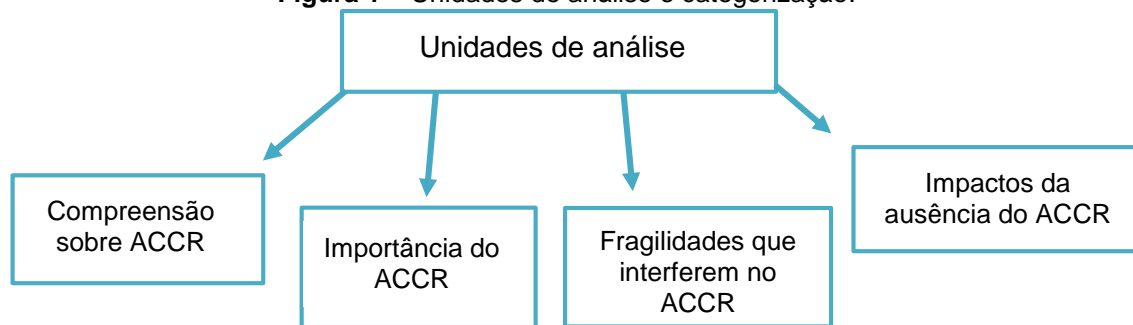 Unidades de análise
Compreensão
sobre ACCR
Importância do
ACCR
Fragilidades que
interferem no
ACCR
Impactos da
ausência do ACCR